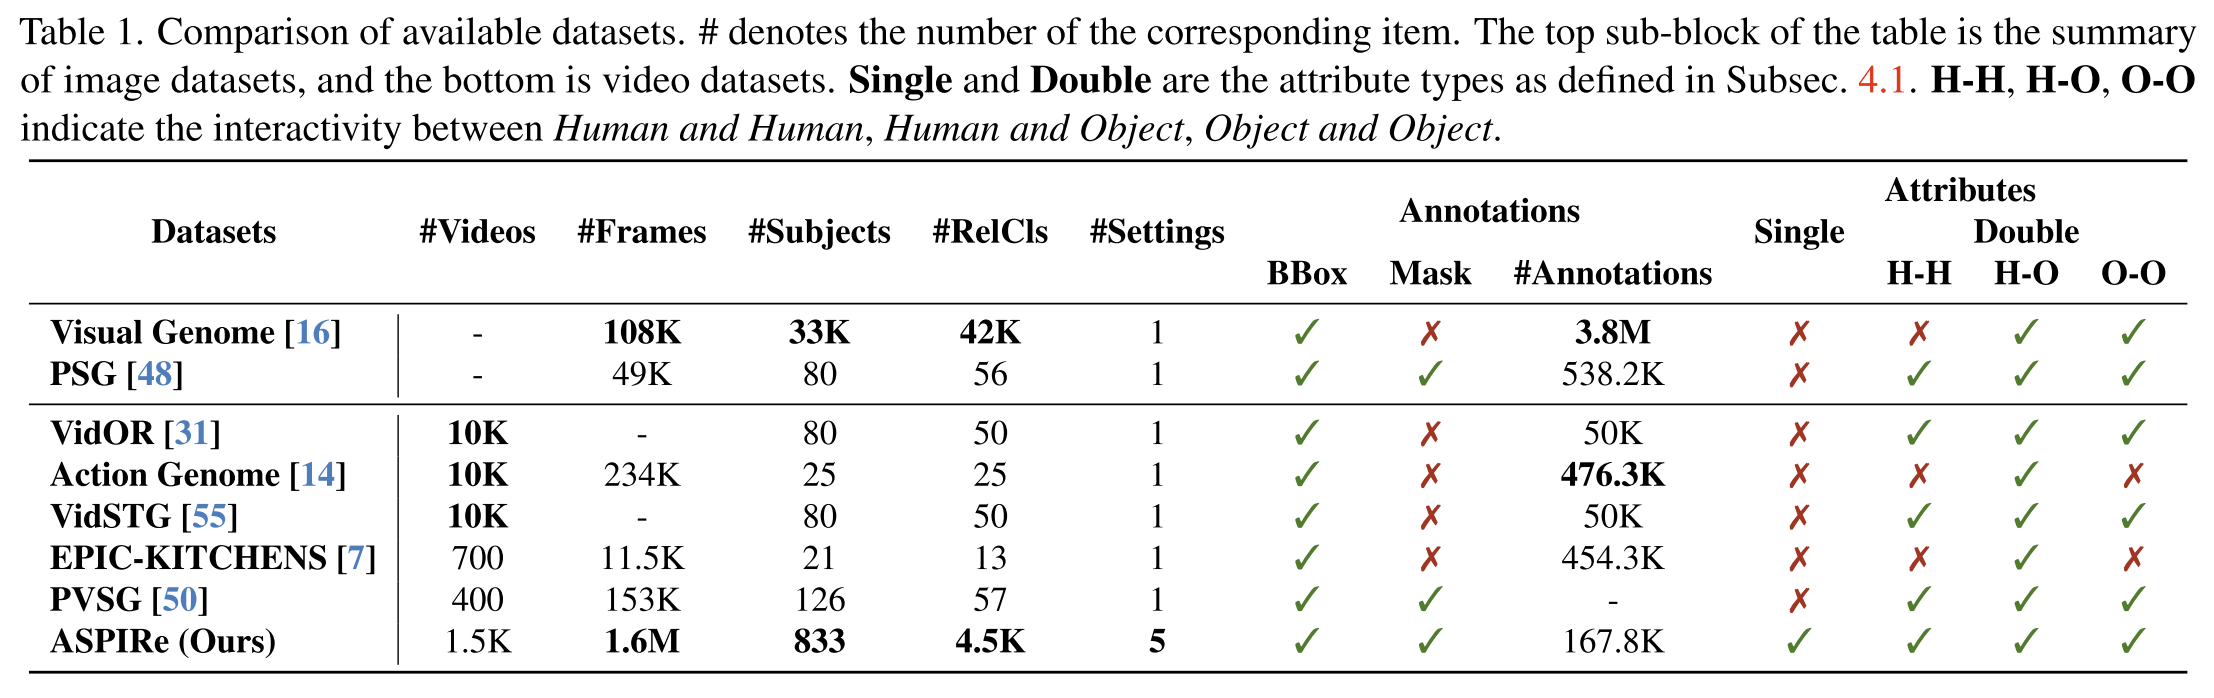 Table 1. Comparison of available datasets. # denotes the number of the corresponding item. The top sub-block of the table is the summary
of image datasets, and the bottom is video datasets. Single and Double are the attribute types as defined in Subsec. 4.1. H-H, H-O, O-O
indicate the interactivity between Human and Human, Human and Object, Object and Object.
Attributes
Annotations
Datasets #Videos #Frames #Subjects #RelCls #Settings Single Double
BBox Mask #Annotations H-H H-O O-O
Visual Genome [16] - 108K 33K 42K 1 ✓ ✗ 3.8M ✗ ✗ ✓ ✓
PSG [48] - 49K 80 56 1 ✓ ✓ 538.2K ✗ ✓ ✓ ✓
VidOR [31] 10K - 80 50 1 ✓ ✗ 50K ✗ ✓ ✓ ✓
Action Genome [14] 10K 234K 25 25 1 ✓ ✗ 476.3K ✗ ✗ ✓ ✗
VidSTG [55] 10K - 80 50 1 ✓ ✗ 50K ✗ ✓ ✓ ✓
EPIC-KITCHENS [7] 700 11.5K 21 13 1 ✓ ✗ 454.3K ✗ ✗ ✓ ✗
PVSG [50] 400 153K 126 57 1 ✓ ✓ - ✗ ✓ ✓ ✓
ASPIRe (Ours) 1.5K 1.6M 833 4.5K 5 ✓ ✓ 167.8K ✓ ✓ ✓ ✓